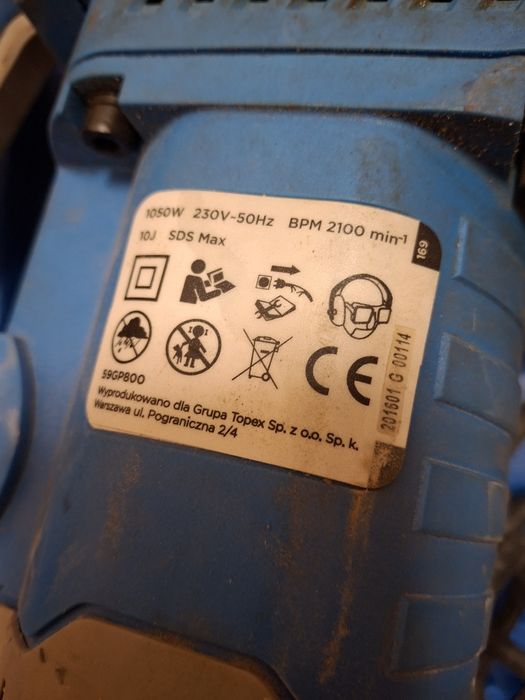 1050W 230V~50Hz BPM 2100 min-1
169
10J SDS Max
CE
201601 G 00114
59GP800
Wyprodukowano dla Grupa Topex Sp. z o.o. Sp. k.
Warszawa ul. Pograniczna 2/4